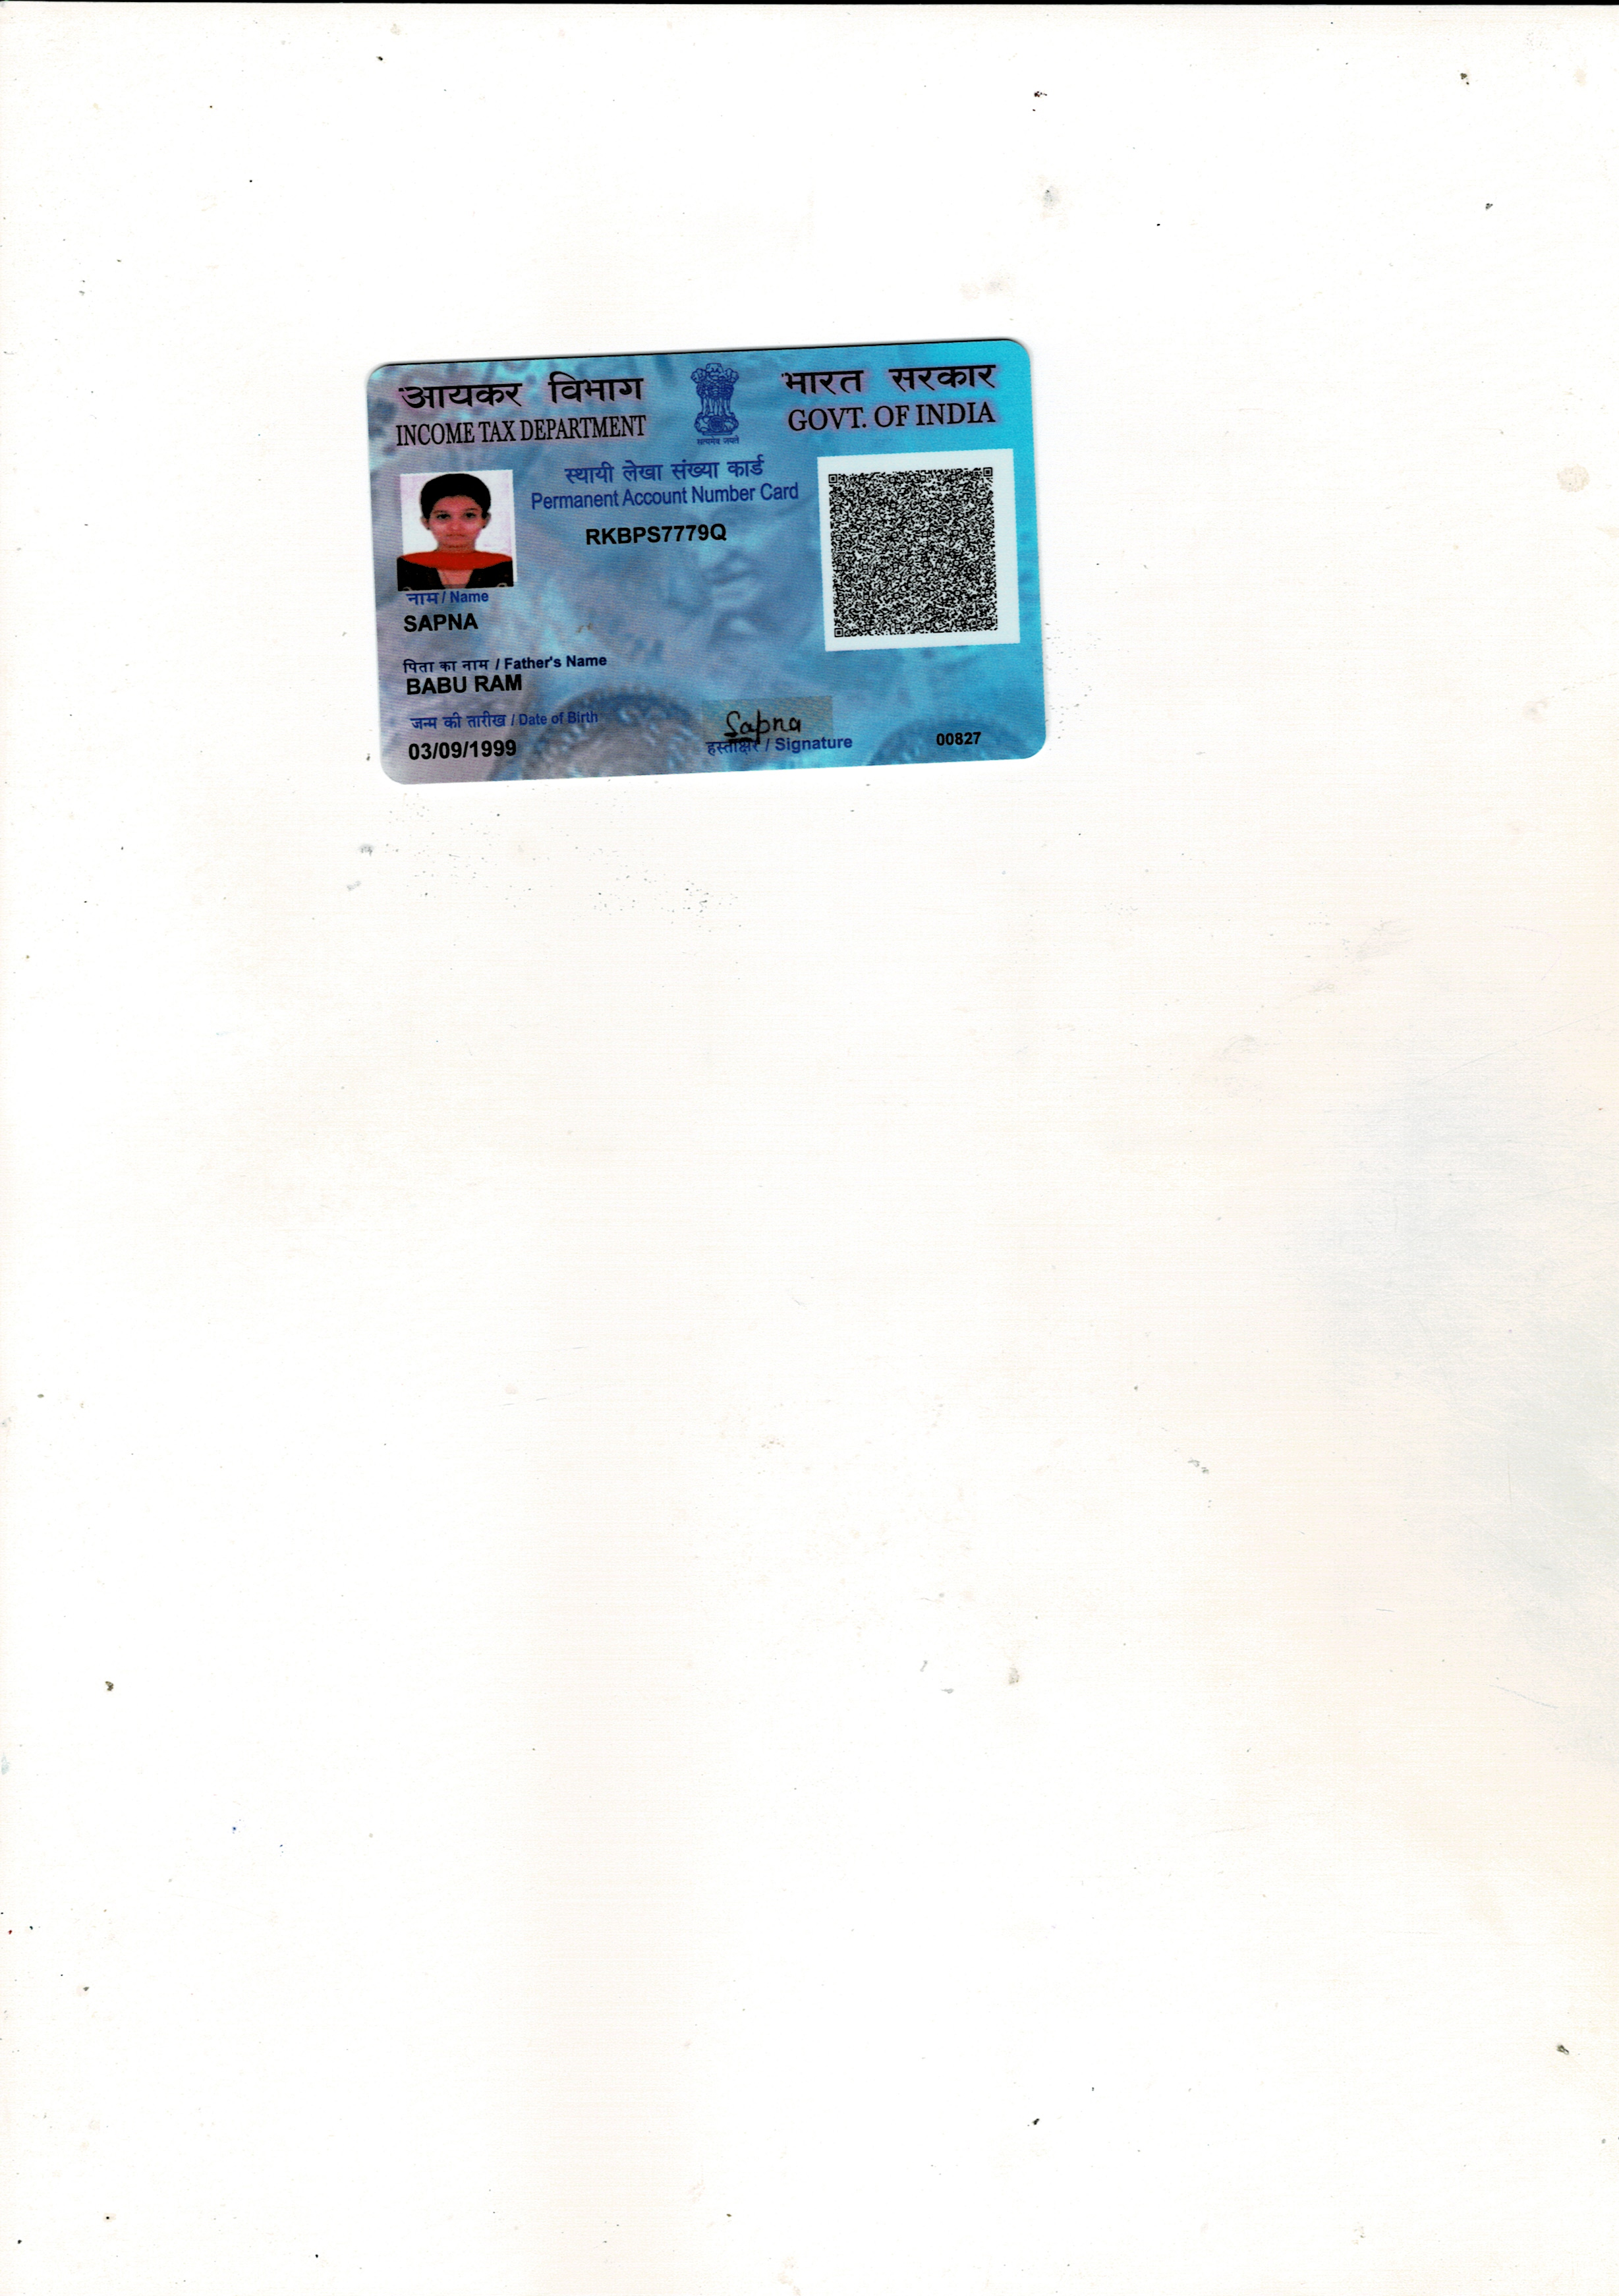 आयकर विभाग
INCOME TAX DEPARTMENT
सत्यमेव जयते
भारत सरकार
GOVT. OF INDIA
स्थायी लेखा संख्या कार्ड
Permanent Account Number Card
RKBPS7779Q
नाम / Name
SAPNA
पिता का नाम / Father's Name
BABU RAM
जन्म की तारीख / Date of Birth
03/09/1999
Sapna
हस्ताक्षर / Signature
00827